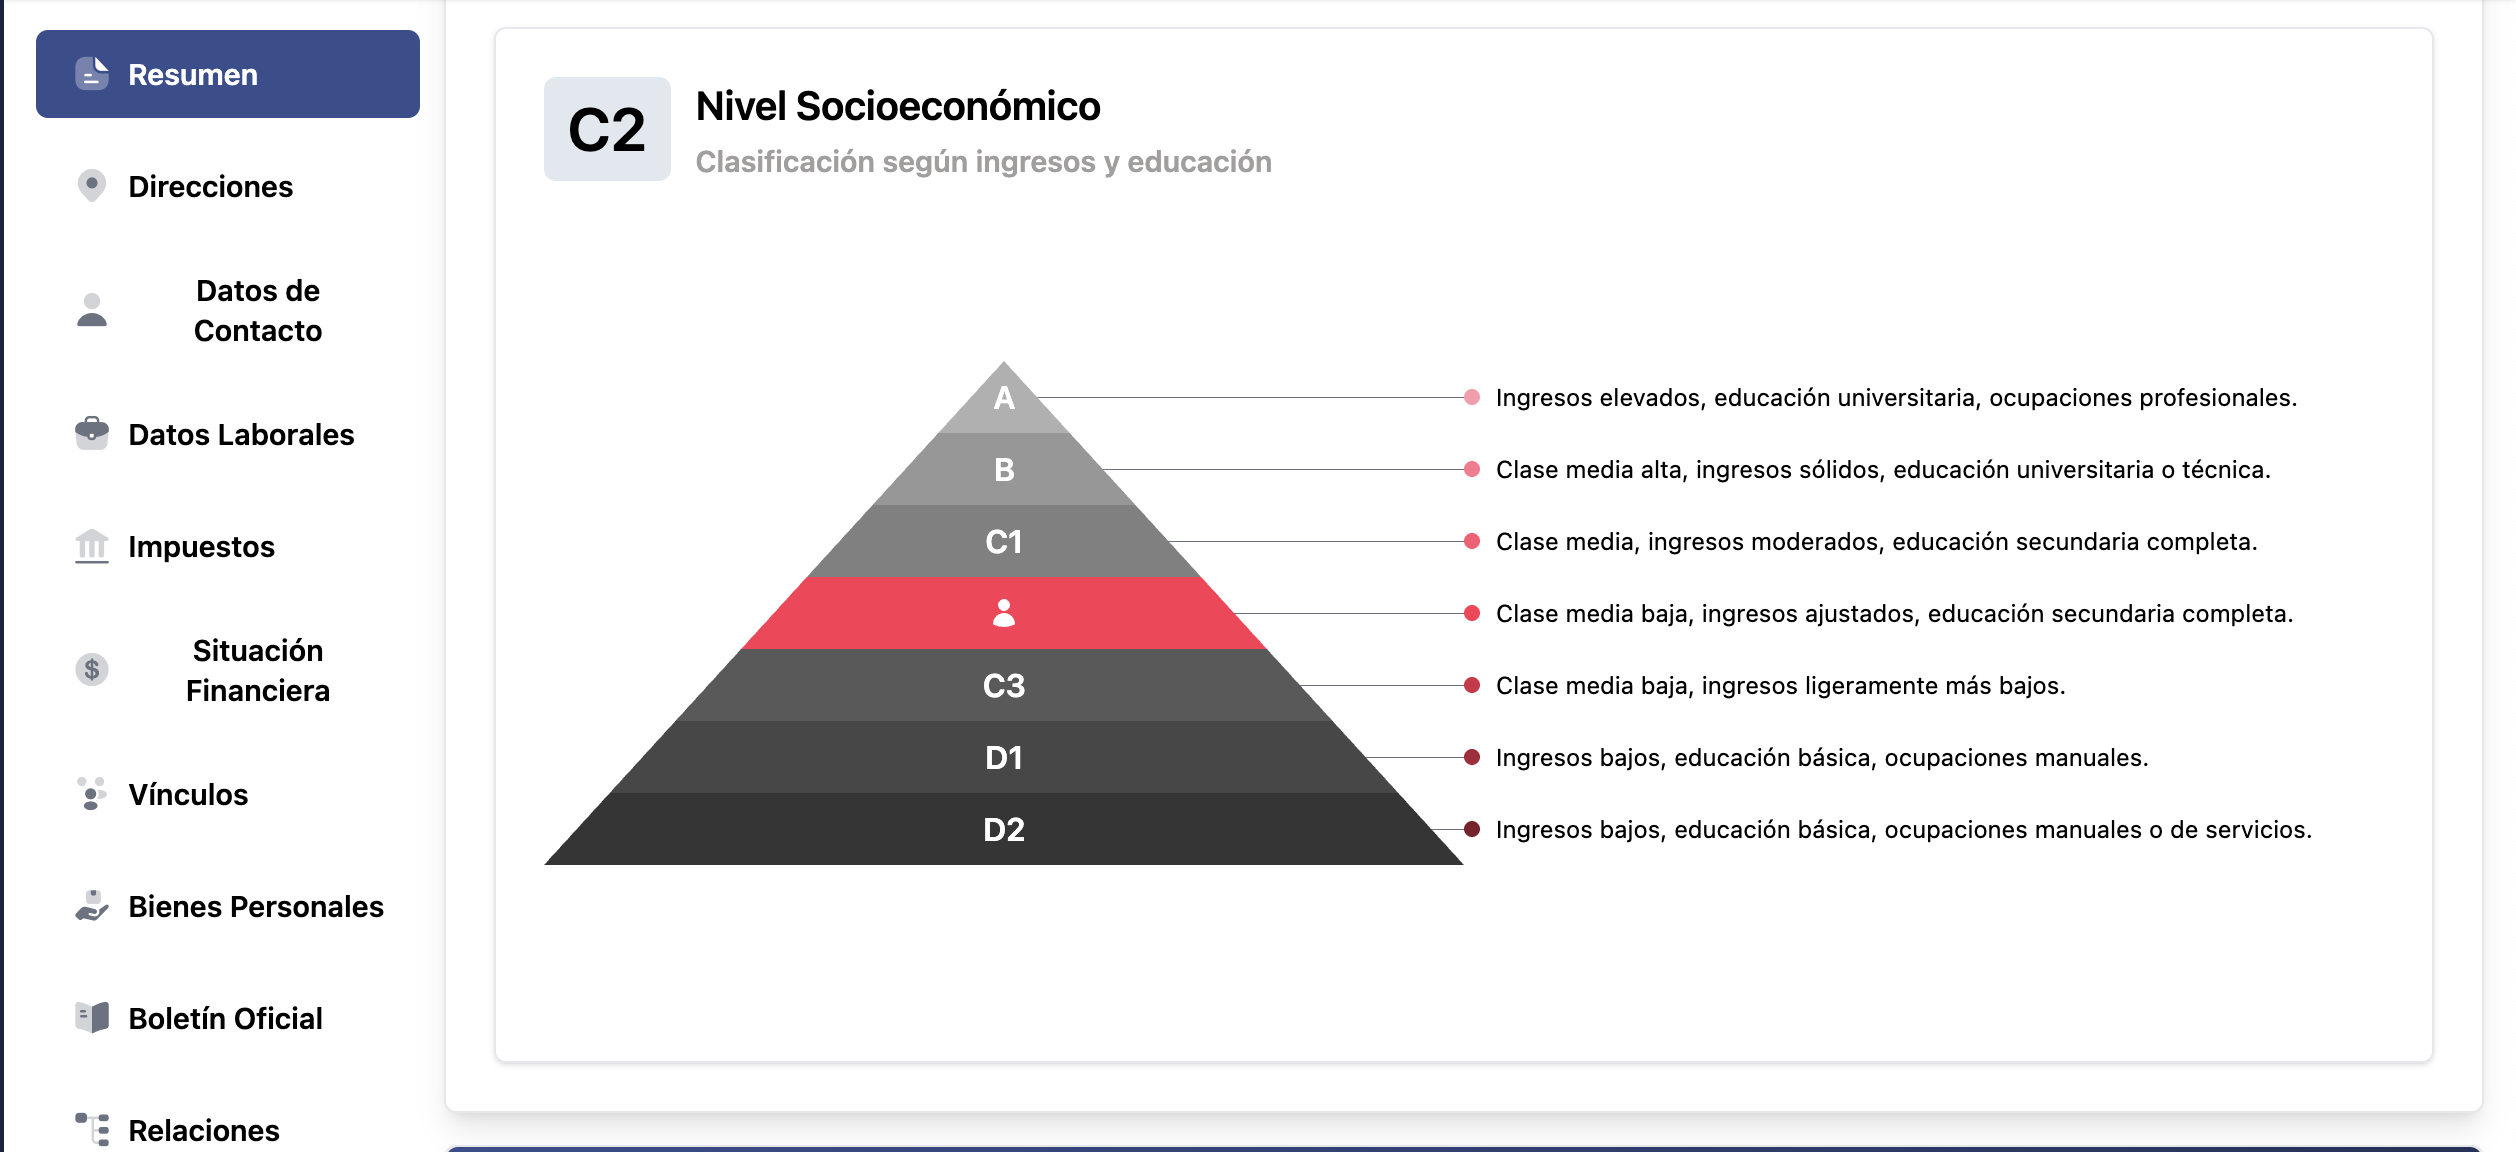 Resumen
Direcciones
Datos de
Contacto
Datos Laborales
Impuestos
Situación
Financiera
Vínculos
Bienes Personales
Boletín Oficial
Relaciones
C2
Nivel Socioeconómico
Clasificación según ingresos y educación
A
Ingresos elevados, educación universitaria, ocupaciones profesionales.
B
Clase media alta, ingresos sólidos, educación universitaria o técnica.
C1
Clase media, ingresos moderados, educación secundaria completa.
Clase media baja, ingresos ajustados, educación secundaria completa.
C3
Clase media baja, ingresos ligeramente más bajos.
D1
Ingresos bajos, educación básica, ocupaciones manuales.
D2
Ingresos bajos, educación básica, ocupaciones manuales o de servicios.